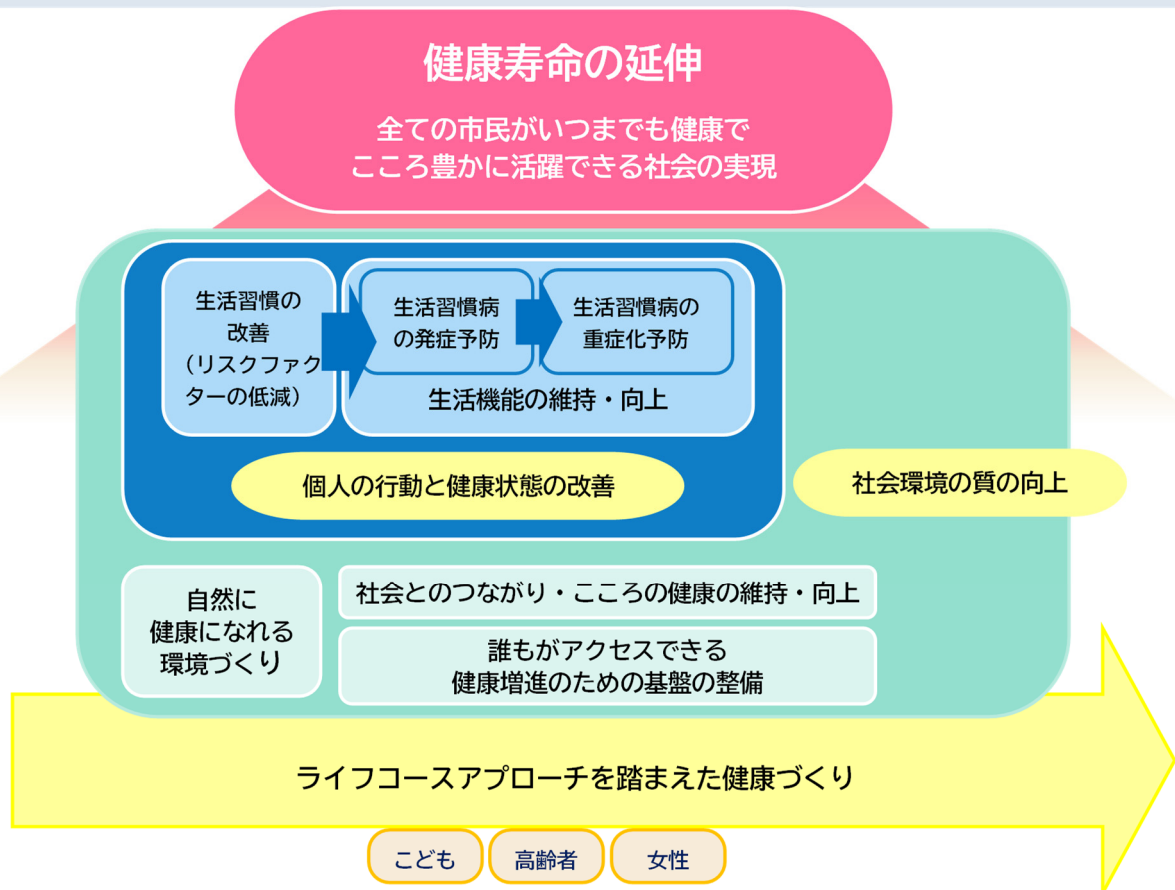 健康寿命の延伸
全ての市民がいつまでも健康で
こころ豊かに活躍できる社会の実現
生活習慣の
改善
（リスクファク
ターの低減）
生活習慣病
の発症予防
生活習慣病の
重症化予防
生活機能の維持・向上
個人の行動と健康状態の改善
社会環境の質の向上
自然に
健康になれる
環境づくり
社会とのつながり・こころの健康の維持・向上
誰もがアクセスできる
健康増進のための基盤の整備
ライフコースアプローチを踏まえた健康づくり
こども
高齢者
女性